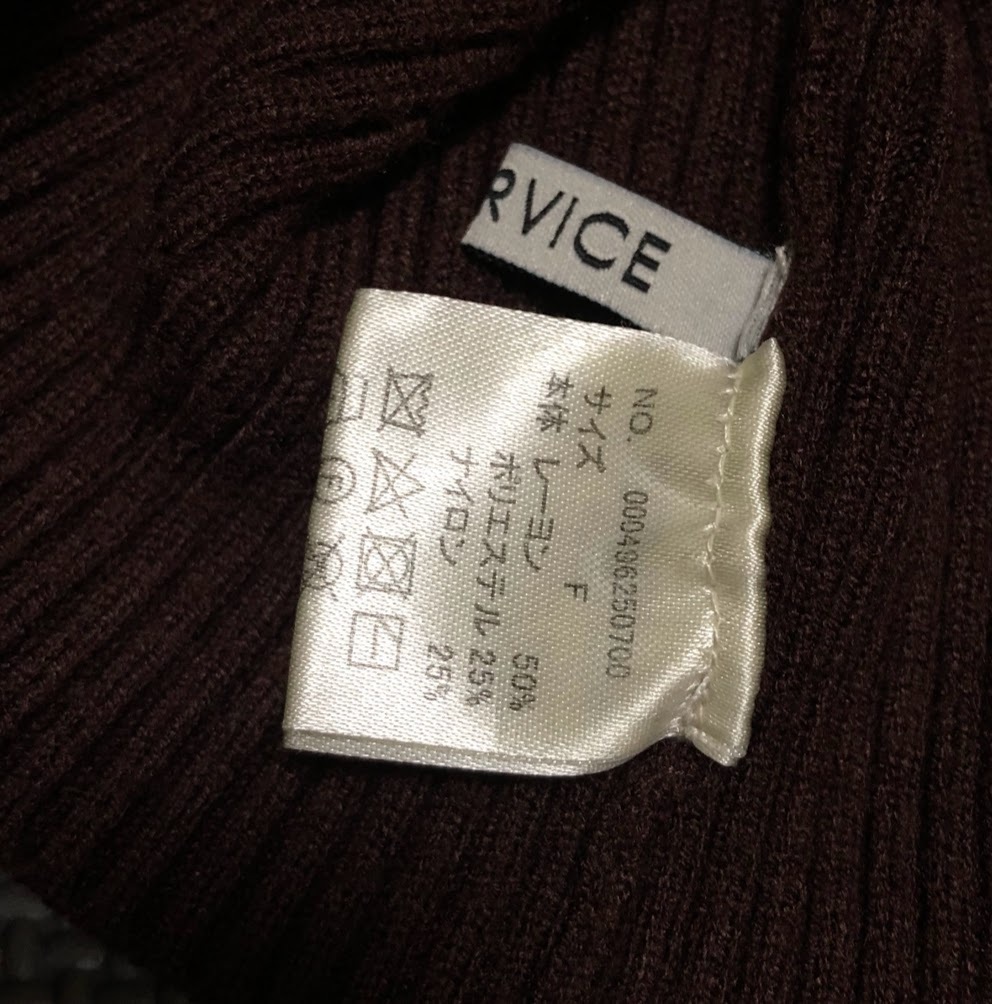 RVICE
NO. 000496250700
サイズ F
本体 レーヨン 50%
ポリエステル 25%
ナイロン 25%